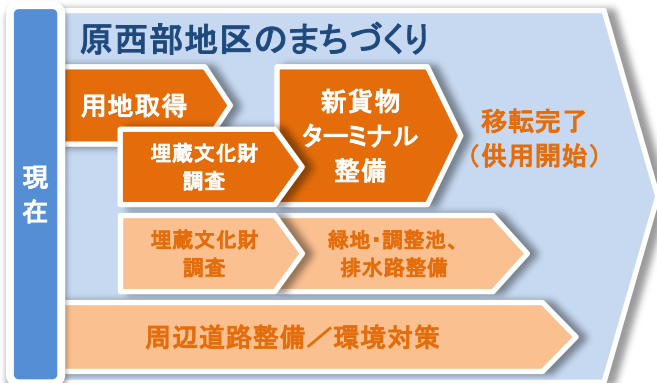 原西部地区のまちづくり
現在
用地取得
埋蔵文化財
調査
新貨物
ターミナル
整備
移転完了
（供用開始）
埋蔵文化財
調査
緑地・調整池、
排水路整備
周辺道路整備／環境対策